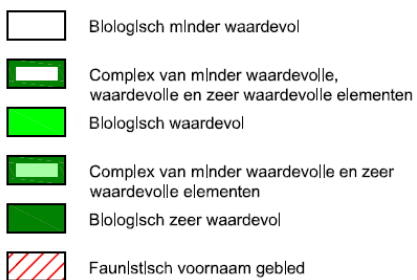 Biologisch minder waardevol
Complex van minder waardevolle,
waardevolle en zeer waardevolle elementen
Biologisch waardevol
Complex van minder waardevolle en zeer
waardevolle elementen
Biologisch zeer waardevol
Faunistisch voornaam gebied